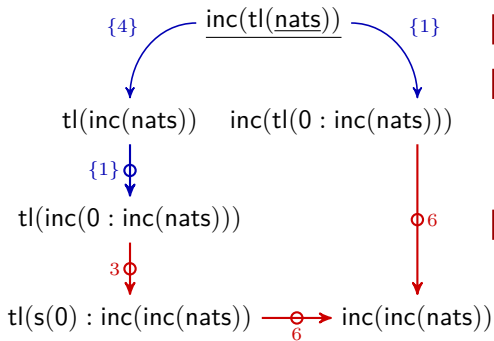 {4} inc(tl(nats)) {1}
tl(inc(nats)) inc(tl(0 : inc(nats)))
{1}
tl(inc(0 : inc(nats))) 6
3
tl(s(0) : inc(inc(nats)) inc(inc(nats))
6